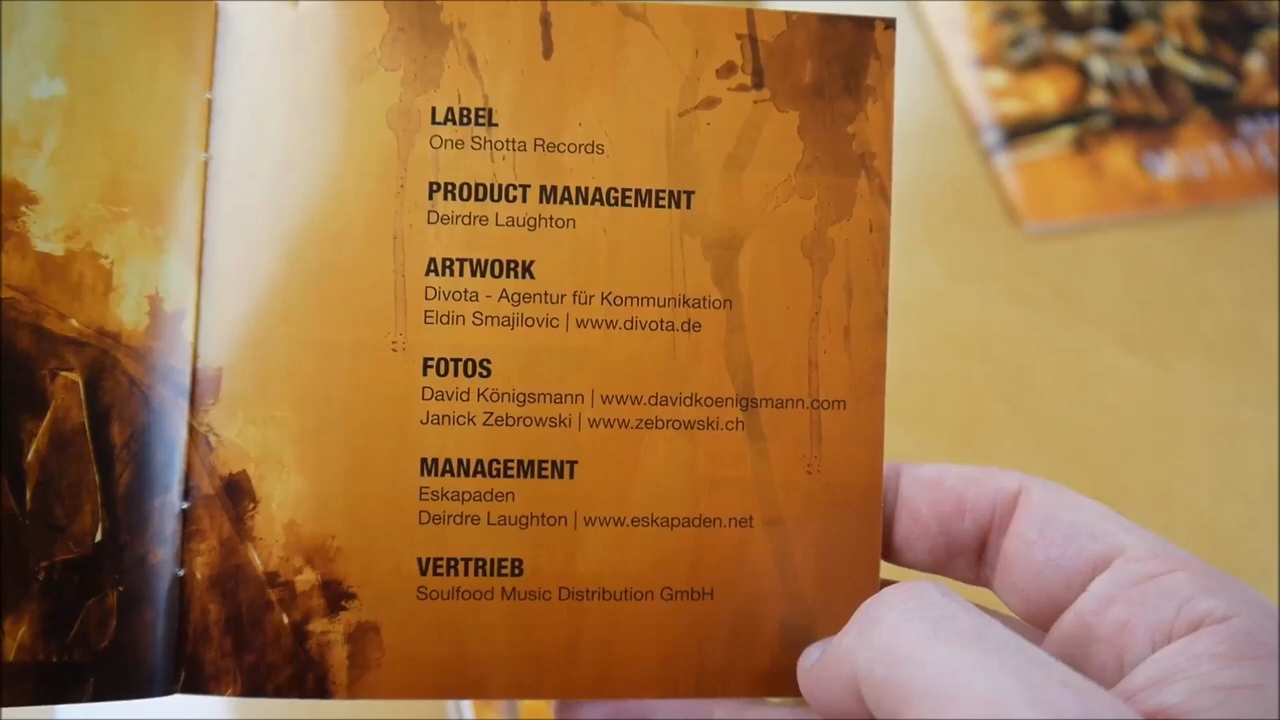 LABEL
One Shotta Records
PRODUCT MANAGEMENT
Deirdre Laughton
ARTWORK
Divota - Agentur für Kommunikation
Eldin Smajilovic | www.divota.de
FOTOS
David Königsmann | www.davidkoenigsmann.com
Janick Zebrowski | www.zebrowski.ch
MANAGEMENT
Eskapaden
Deirdre Laughton | www.eskapaden.net
VERTRIEB
Soulfood Music Distribution GmbH